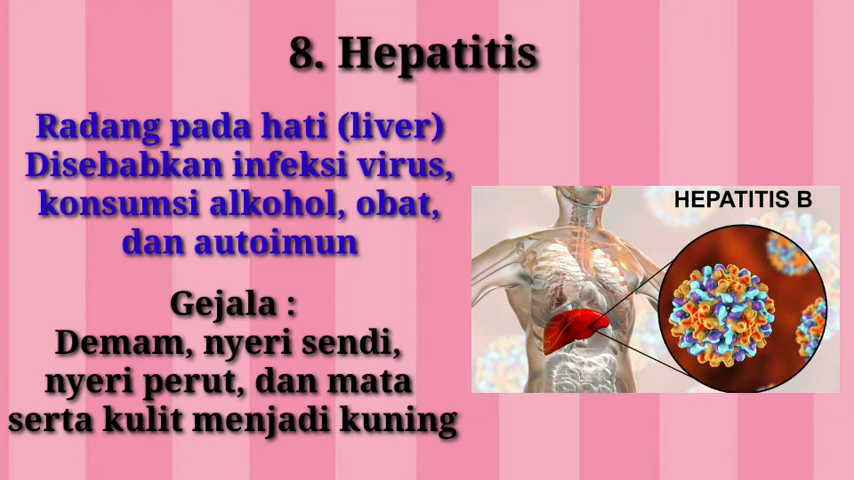 8. Hepatitis
Radang pada hati (liver)
Disebabkan infeksi virus,
konsumsi alkohol, obat,
dan autoimun
HEPATITIS B
Gejala :
Demam, nyeri sendi,
nyeri perut, dan mata
serta kulit menjadi kuning